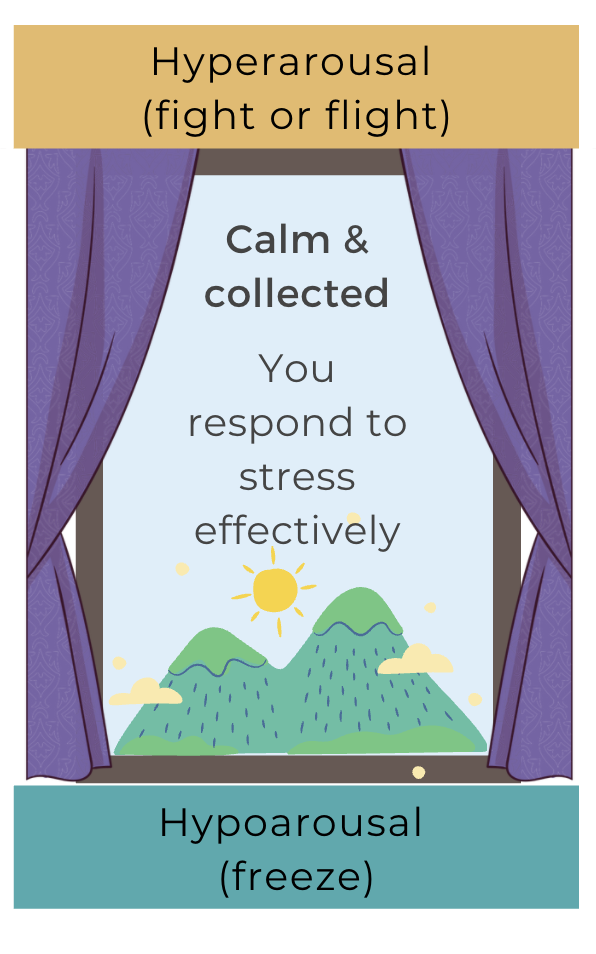 Hyperarousal
(fight or flight)
Calm &
collected
You
respond to
stress
effectively
Hypoarousal
(freeze)